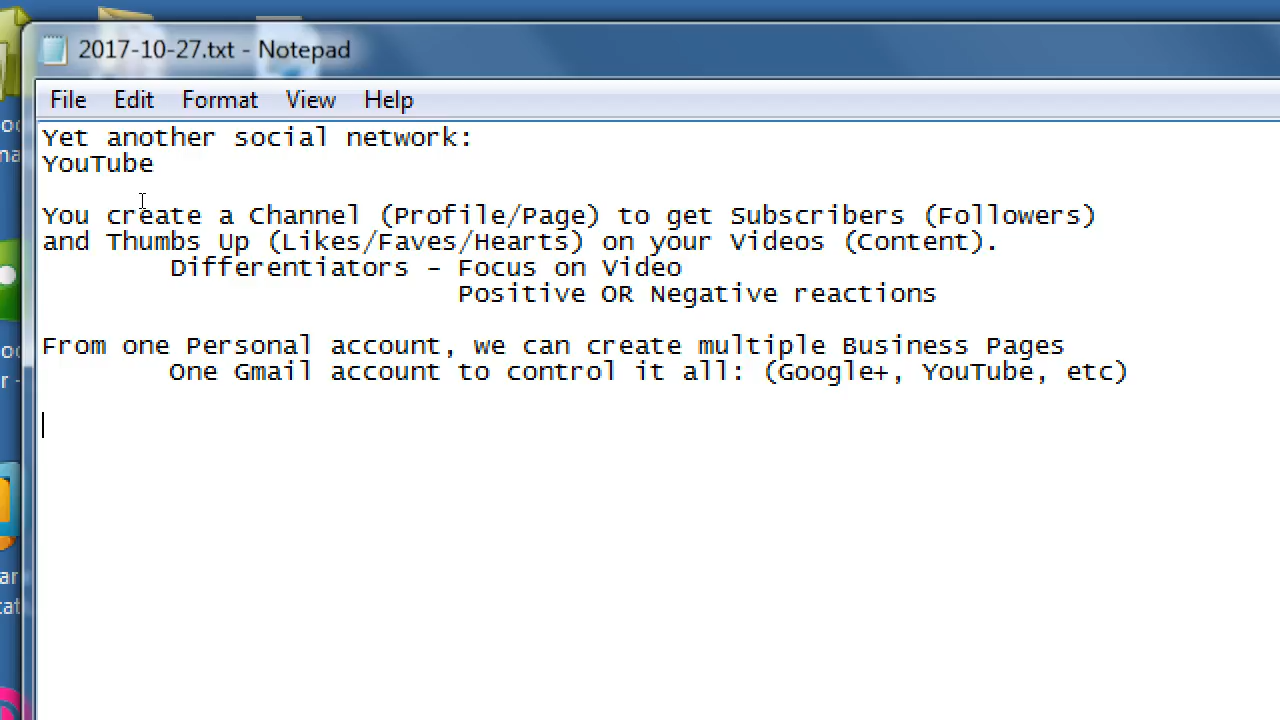 2017-10-27.txt - Notepad
File Edit Format View Help
Yet another social network:
YouTube
You create a Channel (Profile/Page) to get Subscribers (Followers)
and Thumbs Up (Likes/Faves/Hearts) on your Videos (Content).
Differentiators - Focus on Video
Positive OR Negative reactions
From one Personal account, we can create multiple Business Pages
One Gmail account to control it all: (Google+, YouTube, etc)